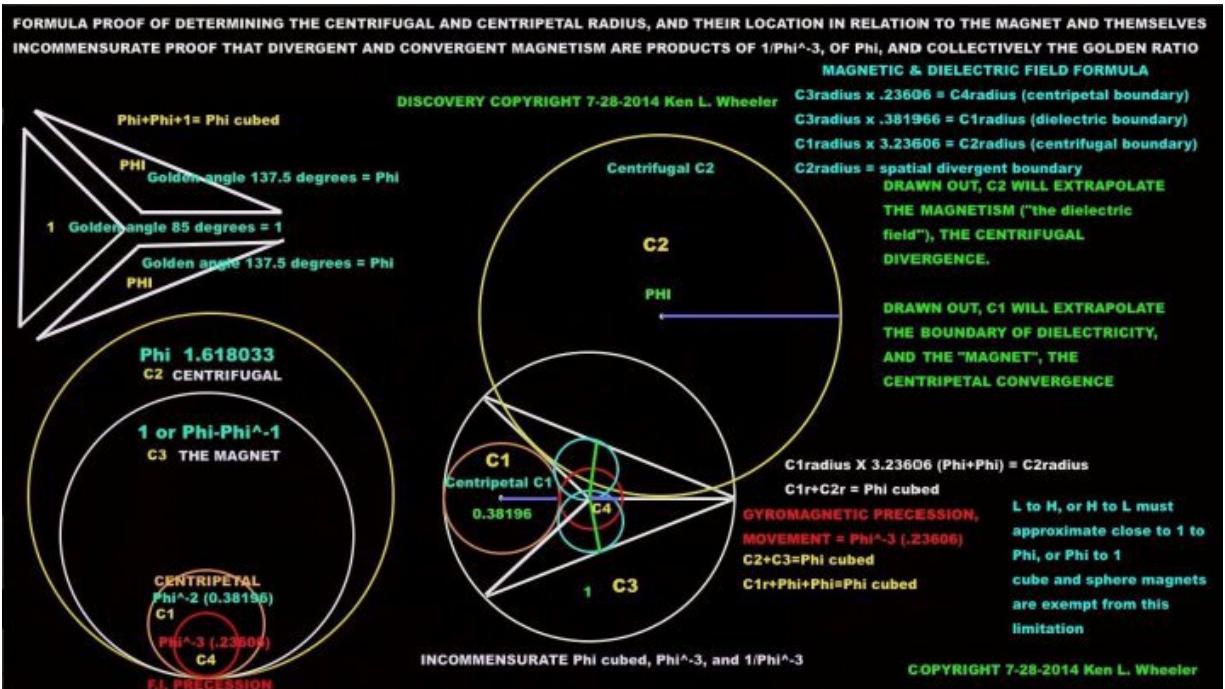 FORMULA PROOF OF DETERMINING THE CENTRIFUGAL AND CENTRIPETAL RADIUS, AND THEIR LOCATION IN RELATION TO THE MAGNET AND THEMSELVES
INCOMMENSURATE PROOF THAT DIVERGENT AND CONVERGENT MAGNETISM ARE PRODUCTS OF 1/Phi^-3, OF Phi, AND COLLECTIVELY THE GOLDEN RATIO
MAGNETIC & DIELECTRIC FIELD FORMULA
C3radius x .23606 = C4radius (centripetal boundary)
C3radius x .381966 = C1radius (dielectric boundary)
C1radius x 3.23606 = C2radius (centrifugal boundary)
C2radius = spatial divergent boundary
DISCOVERY COPYRIGHT 7-28-2014 Ken L. Wheeler
Phi+Phi+1= Phi cubed
PHI
Golden angle 137.5 degrees = Phi
1 Golden angle 85 degrees = 1
Golden angle 137.5 degrees = Phi
PHI
Centrifugal C2
C2
PHI
DRAWN OUT, C2 WILL EXTRAPOLATE
THE MAGNETISM ("the dielectric
field"), THE CENTRIFUGAL
DIVERGENCE.
DRAWN OUT, C1 WILL EXTRAPOLATE
THE BOUNDARY OF DIELECTRICITY,
AND THE "MAGNET", THE
CENTRIPETAL CONVERGENCE
Phi 1.618033
C2 CENTRIFUGAL
1 or Phi-Phi^-1
C3 THE MAGNET
CENTRIPETAL
Phi^-2 (0.38196)
C1
Phi^-3 (.23606)
C4
F.I. PRECESSION
C1
Centripetal C1
0.38196
C4
1 C3
C1radius X 3.23606 (Phi+Phi) = C2radius
C1r+C2r = Phi cubed
GYROMAGNETIC PRECESSION,
MOVEMENT = Phi^-3 (.23606)
C2+C3=Phi cubed
C1r+Phi+Phi=Phi cubed
L to H, or H to L must
approximate close to 1 to
Phi, or Phi to 1
cube and sphere magnets
are exempt from this
limitation
INCOMMENSURATE Phi cubed, Phi^-3, and 1/Phi^-3
COPYRIGHT 7-28-2014 Ken L. Wheeler